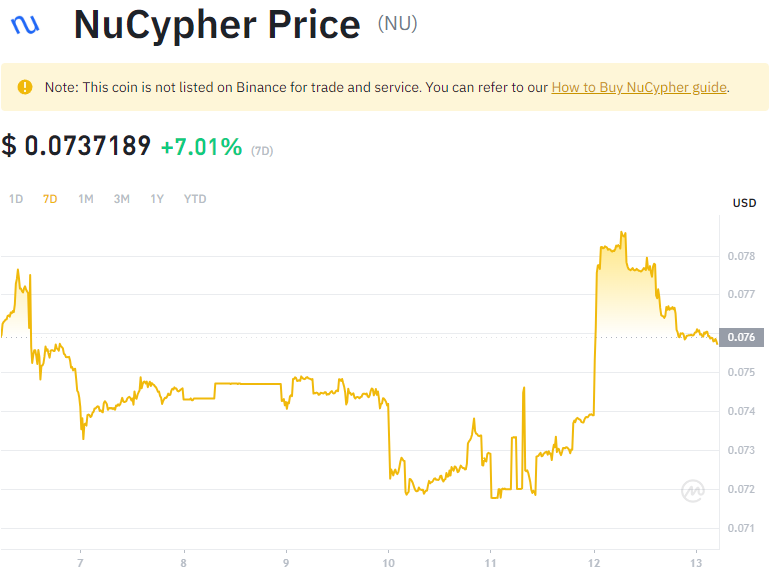 NuCypher Price (NU)
Note: This coin is not listed on Binance for trade and service. You can refer to our How to Buy NuCypher guide.
$ 0.0737189 +7.01% (7D)
1D 7D 1M 3M 1Y YTD
USD
0.078
0.077
0.076
0.075
0.074
0.073
0.072
0.071
7 8 9 10 11 12 13